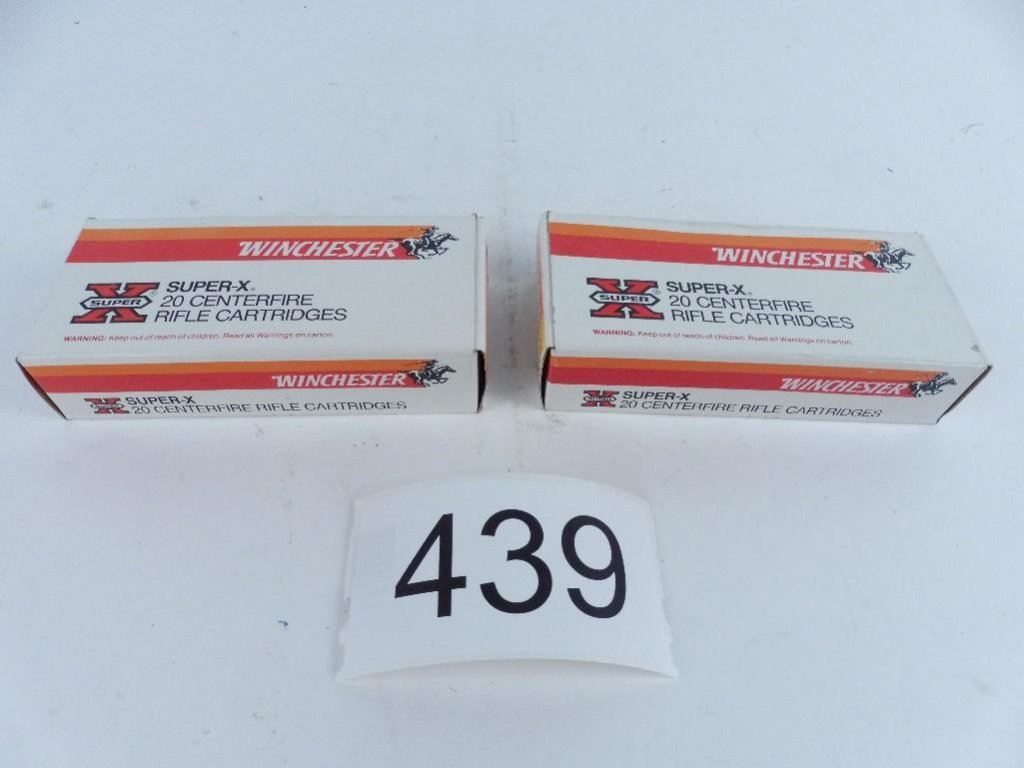 WINCHESTER
X SUPER ®
SUPER-X®
20 CENTERFIRE
RIFLE CARTRIDGES
WARNING: Keep out of reach of children. Read all Warnings on carton.
WINCHESTER
X SUPER
SUPER-X
20 CENTERFIRE RIFLE CARTRIDGES
WINCHESTER
X SUPER ®
SUPER-X®
20 CENTERFIRE
RIFLE CARTRIDGES
WARNING: Keep out of reach of children. Read all Warnings on carton.
WINCHESTER
X SUPER
SUPER-X
20 CENTERFIRE RIFLE CARTRIDGES
439